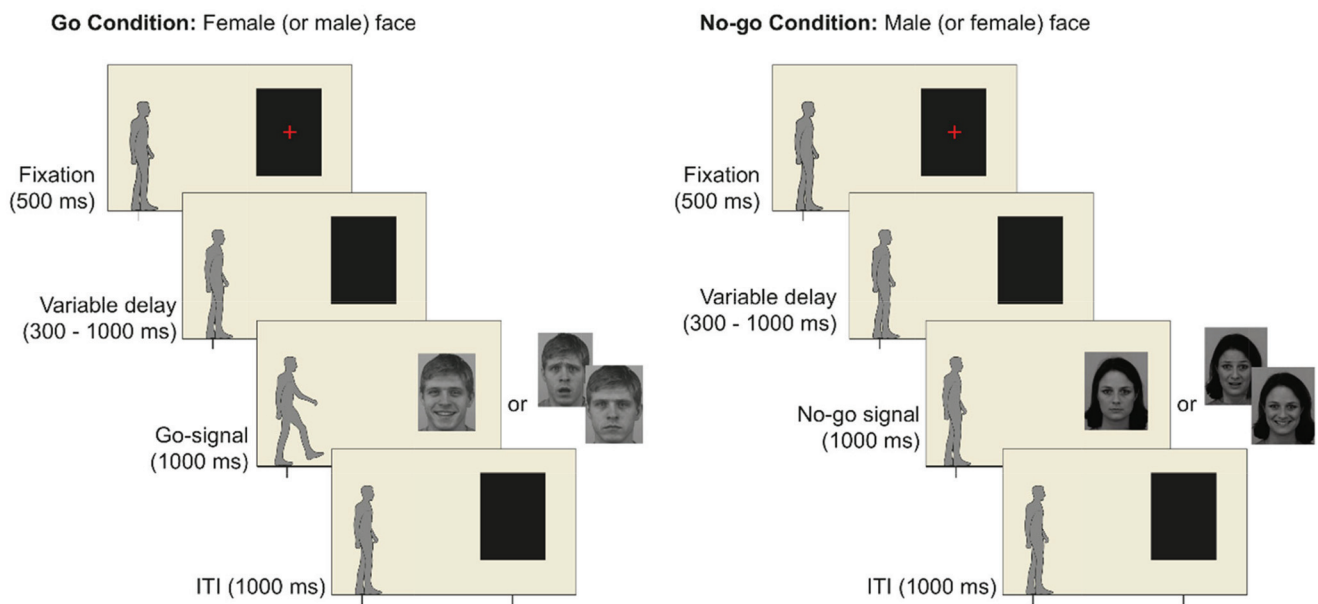 Go Condition: Female (or male) face
Fixation
(500 ms)
Variable delay
(300 - 1000 ms)
or
Go-signal
(1000 ms)
ITI (1000 ms)
No-go Condition: Male (or female) face
Fixation
(500 ms)
Variable delay
(300 - 1000 ms)
or
No-go signal
(1000 ms)
ITI (1000 ms)